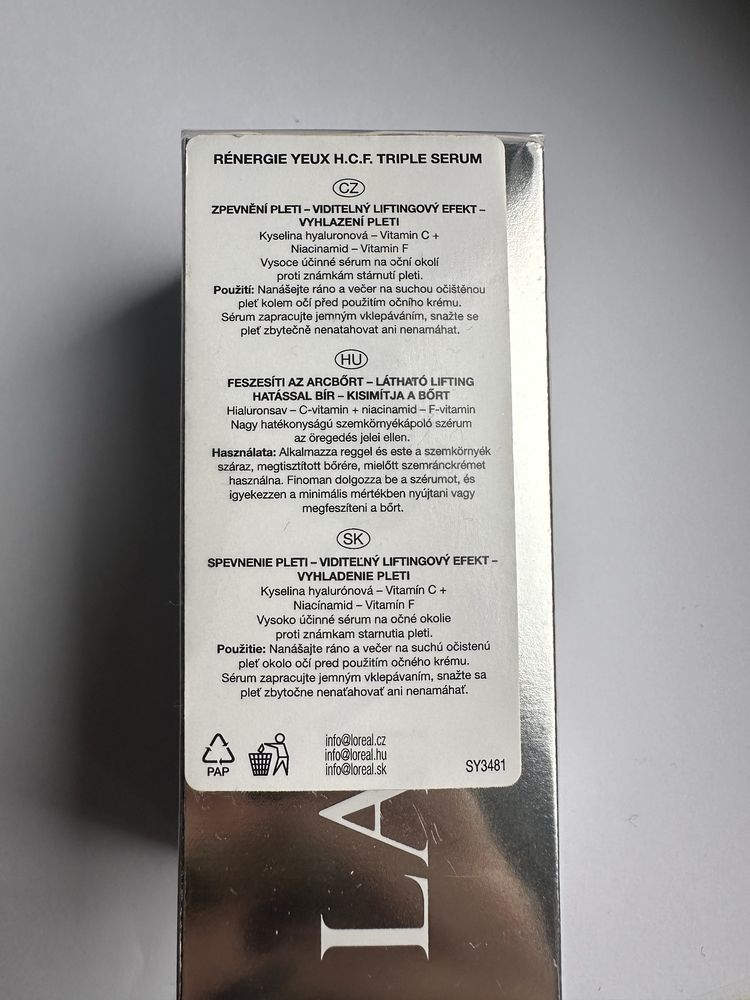 RÉNERGIE YEUX H.C.F. TRIPLE SERUM
CZ
ZPEVNĚNÍ PLETI – VIDITELNÝ LIFTINGOVÝ EFEKT –
VYHLAZENÍ PLETI
Kyselina hyaluronová – Vitamin C +
Niacinamid – Vitamin F
Vysoce účinné sérum na oční okolí
proti známkám stárnutí pleti.
Použití: Nanášejte ráno a večer na suchou očištěnou
pleť kolem očí před použitím očního krému.
Sérum zapracujte jemným vklepáváním, snažte se
pleť zbytečně nenatahovat ani nenamáhat.
HU
FESZESÍTI AZ ARCBŐRT – LÁTHATÓ LIFTING
HATÁSSAL BÍR – KISIMÍTJA A BŐRT
Hialuronsav – C-vitamin + niacinamid – F-vitamin
Nagy hatékonyságú szemkörnyékápoló szérum
az öregedés jelei ellen.
Használata: Alkalmazza reggel és este a szemkörnyék
száraz, megtisztított bőrére, mielőtt szemránckrémet
használna. Finoman dolgozza be a szérumot, és
igyekezzen a minimális mértékben nyújtani vagy
megfeszíteni a bőrt.
SK
SPEVNENIE PLETI – VIDITEĽNÝ LIFTINGOVÝ EFEKT –
VYHLADENIE PLETI
Kyselina hyalurónová – Vitamín C +
Niacínamid – Vitamín F
Vysoko účinné sérum na očné okolie
proti známkam starnutia pleti.
Použitie: Nanášajte ráno a večer na suchú očistenú
pleť okolo očí pred použitím očného krému.
Sérum zapracujte jemným vklepávaním, snažte sa
pleť zbytočne nenaťahovať ani nenamáhať.
PAP
info@loreal.cz
info@loreal.hu
info@loreal.sk
SY3481
LA